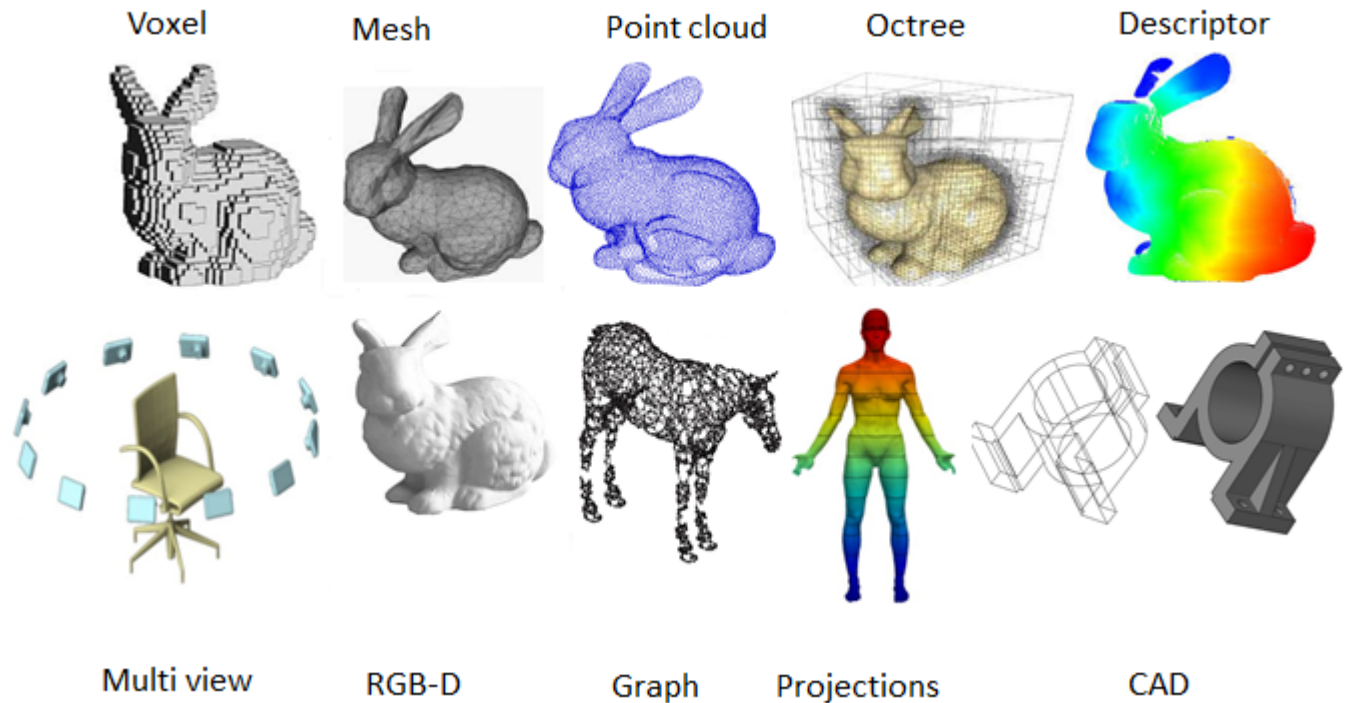 Voxel
Mesh
Point cloud
Octree
Descriptor
Multi view
RGB-D
Graph
Projections
CAD